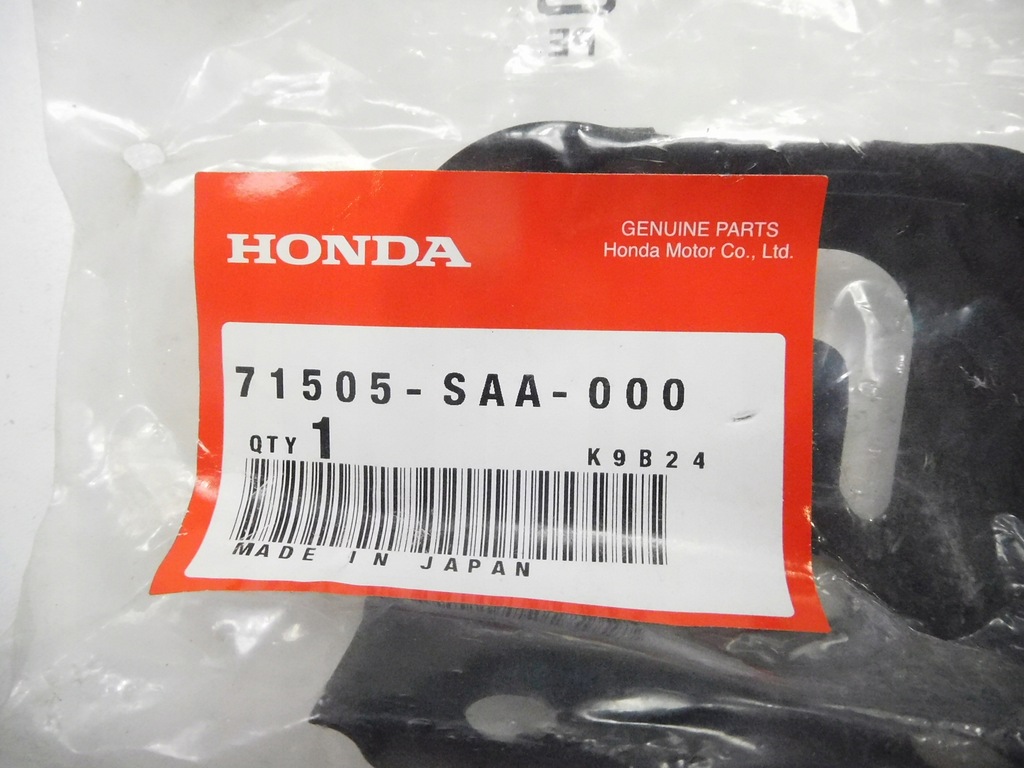 HONDA
GENUINE PARTS
Honda Motor Co., Ltd.
71505-SAA-000
QTY 1
K9B24
MADE IN JAPAN